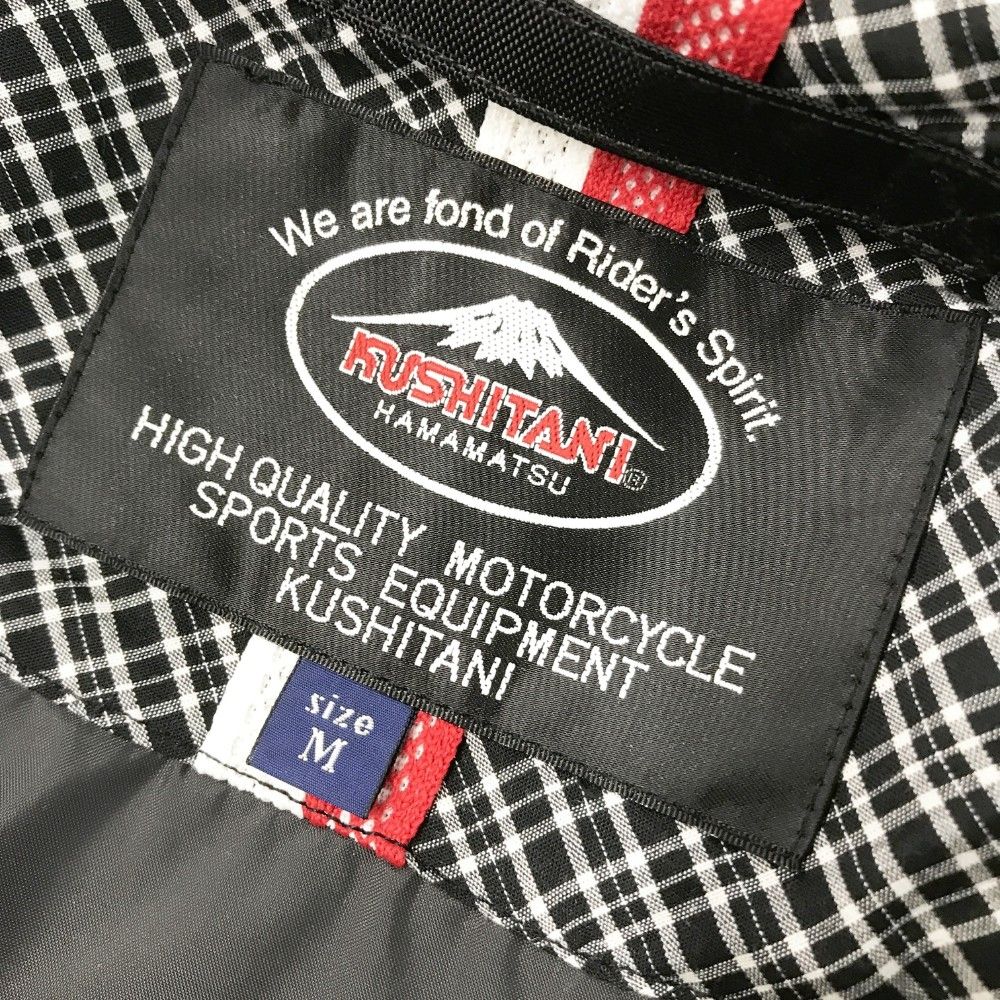 We are fond of Rider's Spirit.
KUSHITANI®
HAMAMATSU
HIGH QUALITY MOTORCYCLE
SPORTS EQUIPMENT
KUSHITANI
size
M